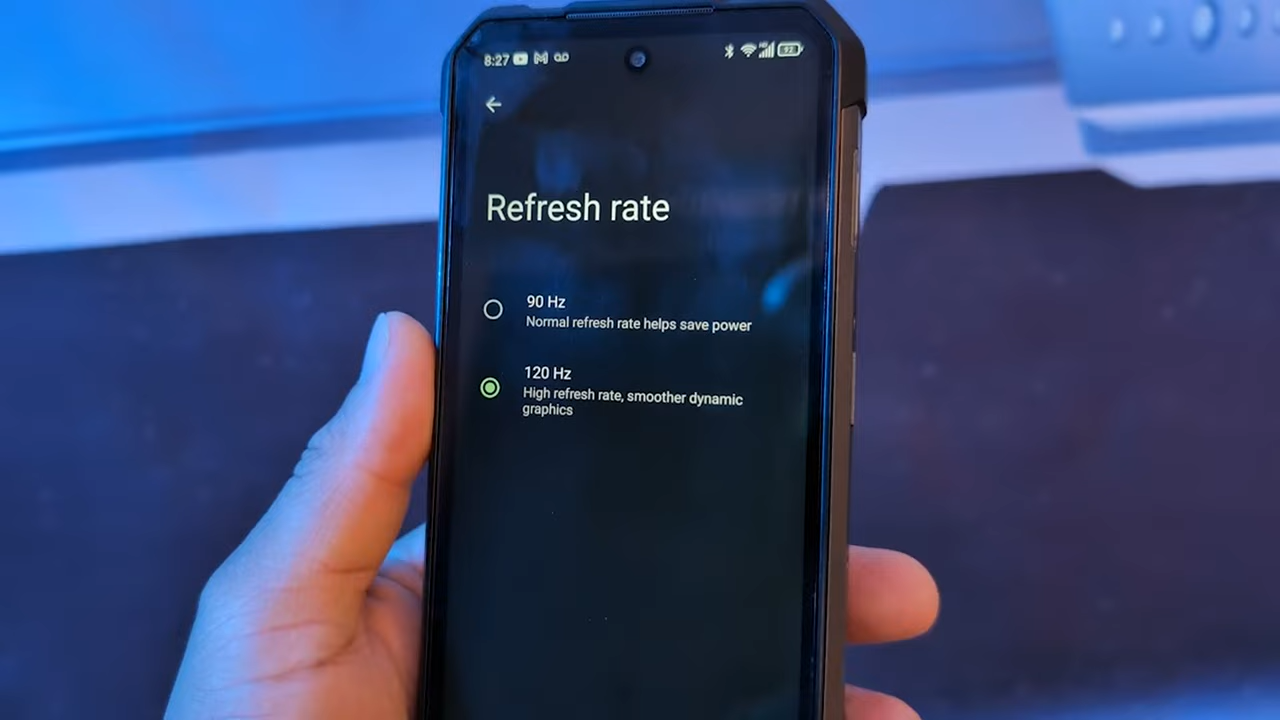 8:27
92
Refresh rate
90 Hz
Normal refresh rate helps save power
120 Hz
High refresh rate, smoother dynamic
graphics